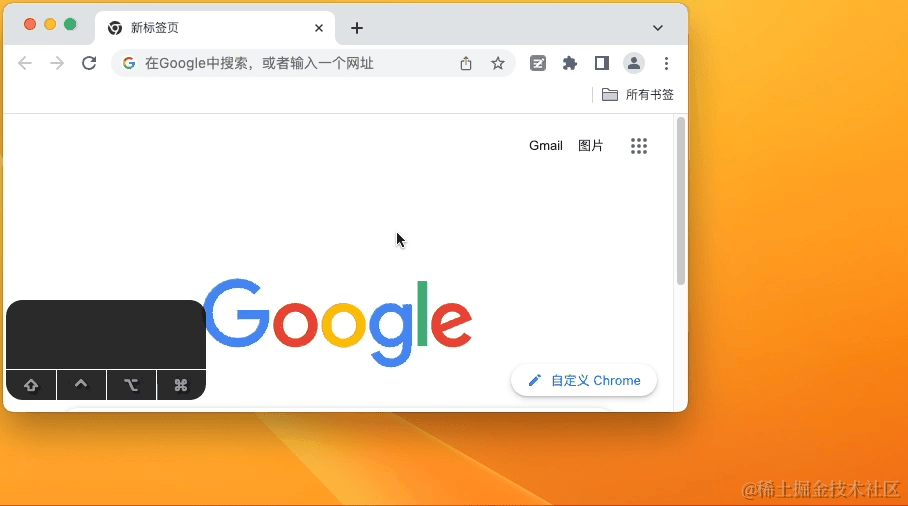 新标签页
在Google中搜索，或者输入一个网址
所有书签
Gmail 图片
Google
自定义 Chrome
@稀土掘金技术社区